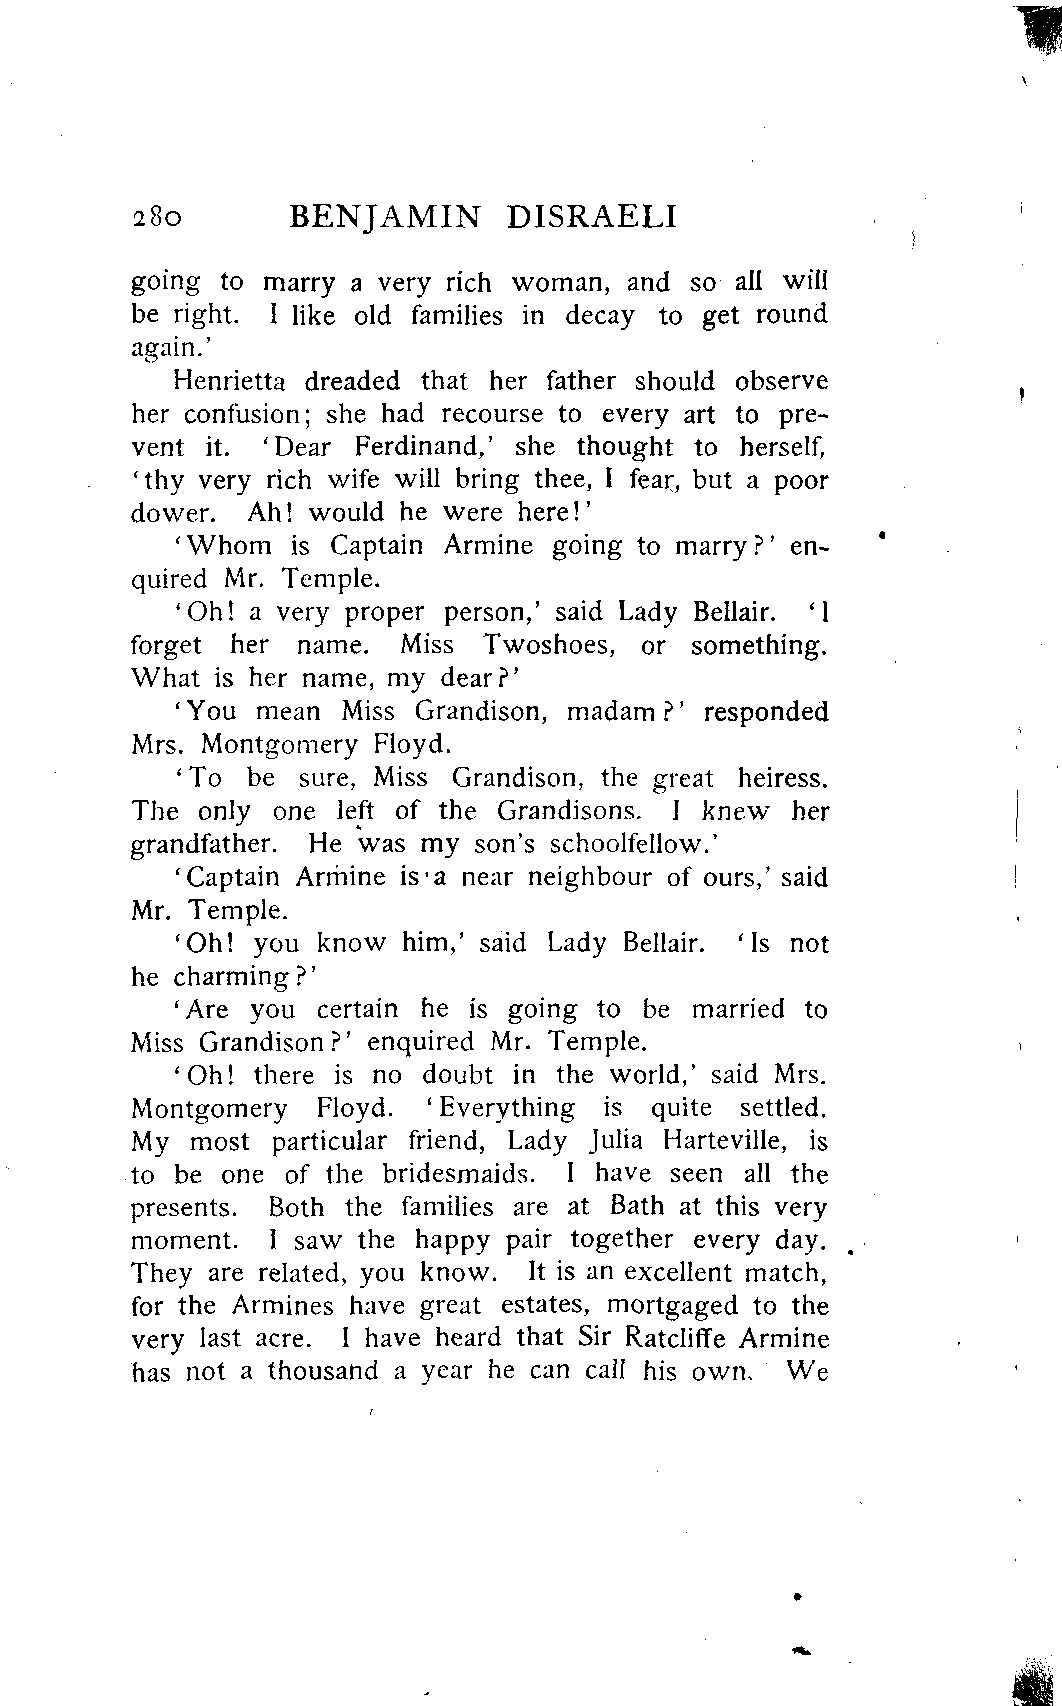 280 BENJAMIN DISRAELI
going to marry a very rich woman, and so all will
be right. I like old families in decay to get round
again.'
Henrietta dreaded that her father should observe
her confusion; she had recourse to every art to pre-
vent it. 'Dear Ferdinand,' she thought to herself,
'thy very rich wife will bring thee, I fear, but a poor
dower. Ah! would he were here!'
'Whom is Captain Armine going to marry?' en-
quired Mr. Temple.
'Oh! a very proper person,' said Lady Bellair. 'I
forget her name. Miss Twoshoes, or something.
What is her name, my dear?'
'You mean Miss Grandison, madam?' responded
Mrs. Montgomery Floyd.
'To be sure, Miss Grandison, the great heiress.
The only one left of the Grandisons. I knew her
grandfather. He was my son's schoolfellow.'
'Captain Armine is a near neighbour of ours,' said
Mr. Temple.
'Oh! you know him,' said Lady Bellair. 'Is not
he charming?'
'Are you certain he is going to be married to
Miss Grandison?' enquired Mr. Temple.
'Oh! there is no doubt in the world,' said Mrs.
Montgomery Floyd. 'Everything is quite settled.
My most particular friend, Lady Julia Harteville, is
to be one of the bridesmaids. I have seen all the
presents. Both the families are at Bath at this very
moment. I saw the happy pair together every day.
They are related, you know. It is an excellent match,
for the Armines have great estates, mortgaged to the
very last acre. I have heard that Sir Ratcliffe Armine
has not a thousand a year he can call his own. We